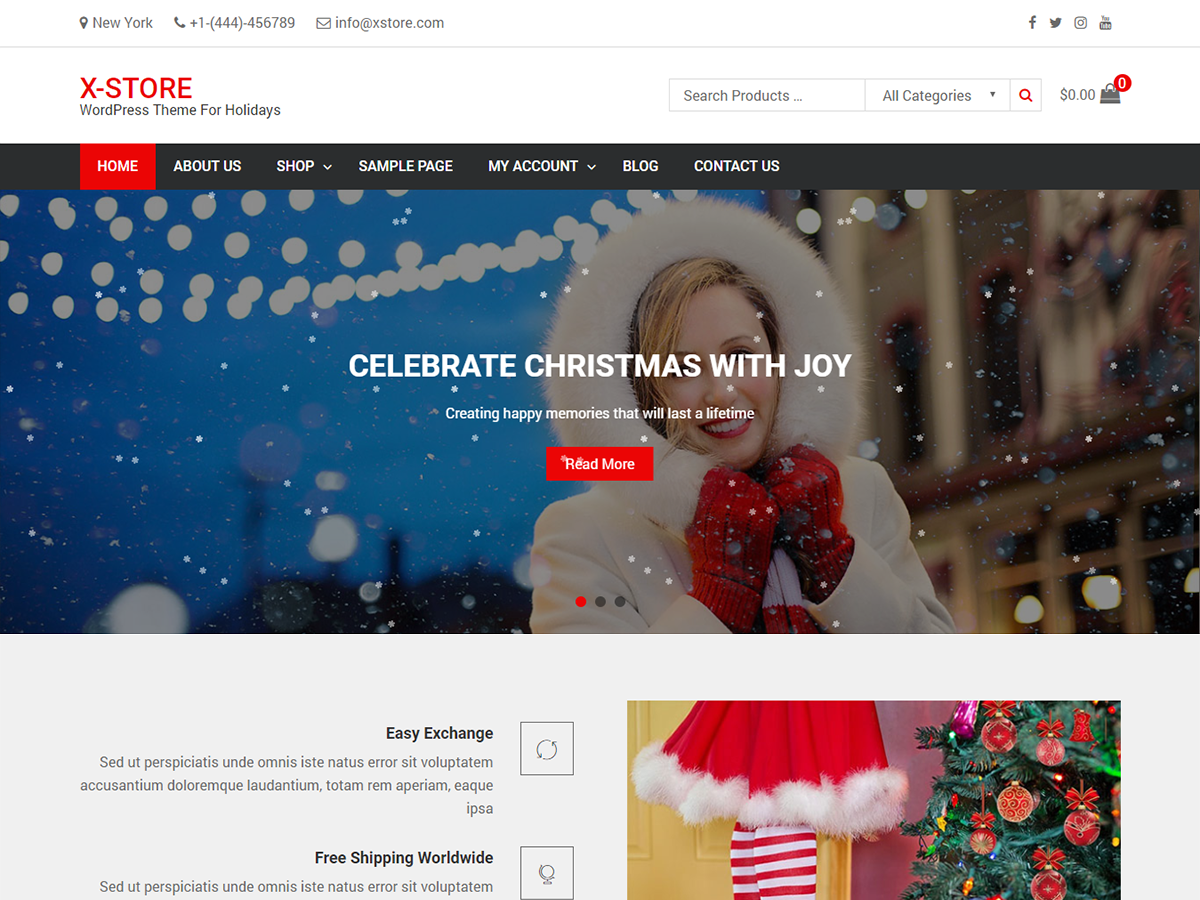 New York +1-(444)-456789 info@xstore.com
X-STORE
WordPress Theme For Holidays
Search Products ... All Categories $0.00 0
HOME ABOUT US SHOP SAMPLE PAGE MY ACCOUNT BLOG CONTACT US
CELEBRATE CHRISTMAS WITH JOY
Creating happy memories that will last a lifetime
Read More
Easy Exchange
Sed ut perspiciatis unde omnis iste natus error sit voluptatem
accusantium doloremque laudantium, totam rem aperiam, eaque
ipsa
Free Shipping Worldwide
Sed ut perspiciatis unde omnis iste natus error sit voluptatem